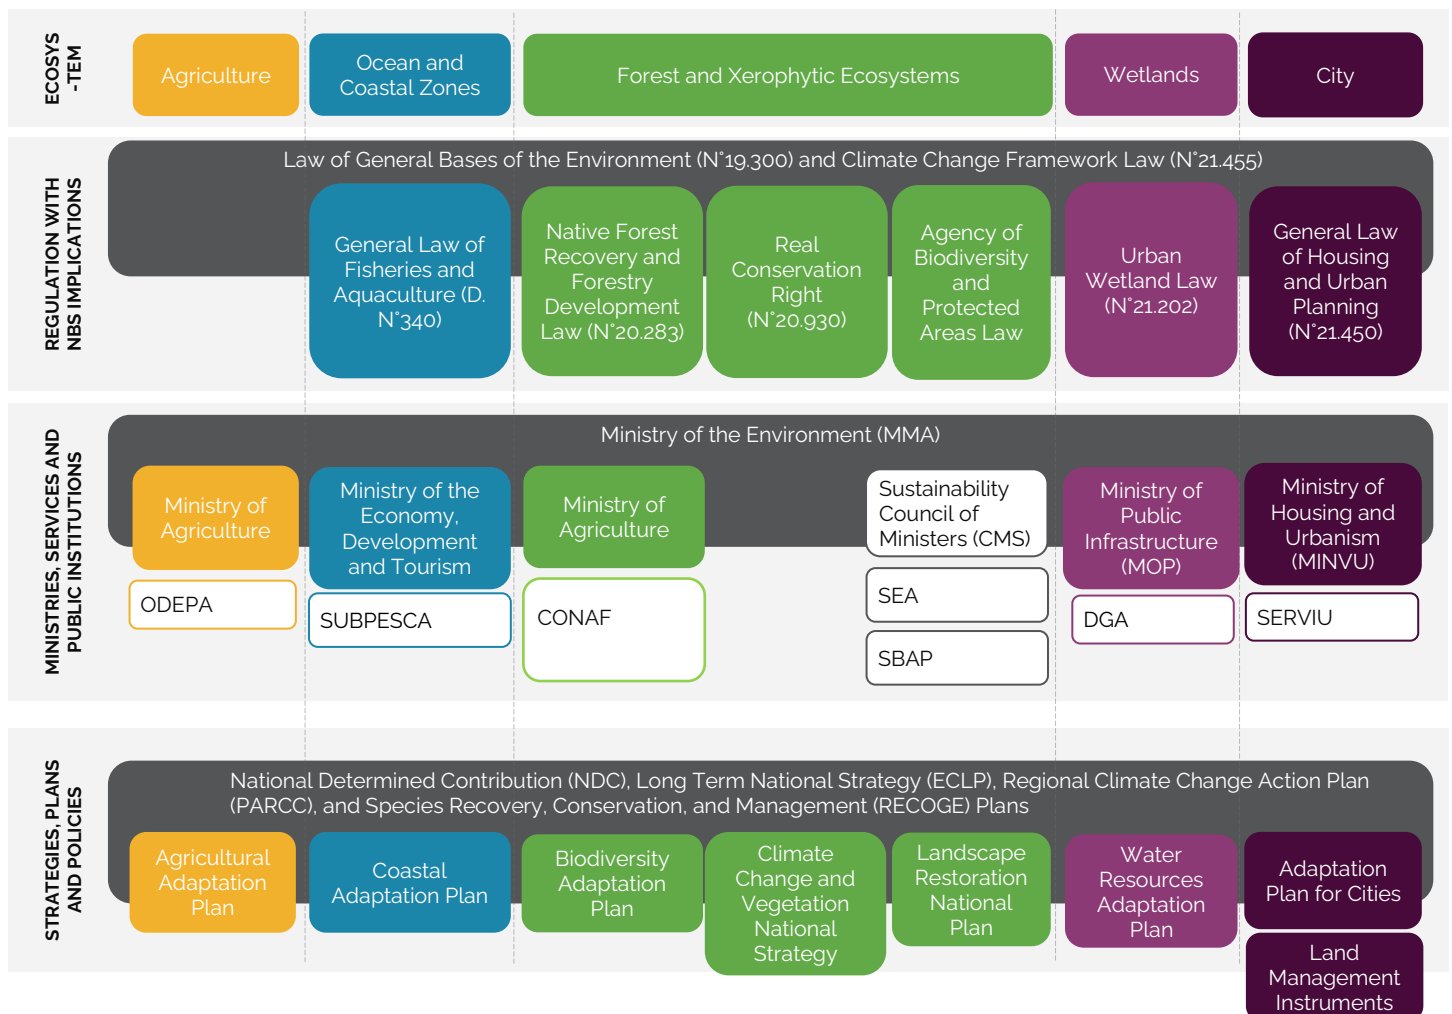 ECOSYS
-TEM
Agriculture
Ocean and
Coastal Zones
Forest and Xerophytic Ecosystems
Wetlands
City
REGULATION WITH
NBS IMPLICATIONS
Law of General Bases of the Environment (N°19.300) and Climate Change Framework Law (N°21.455)
General Law of
Fisheries and
Aquaculture (D.
N°340)
Native Forest
Recovery and
Forestry
Development
Law (N°20.283)
Real
Conservation
Right
(N°20.930)
Agency of
Biodiversity
and
Protected
Areas Law
Urban
Wetland Law
(N°21.202)
General Law
of Housing
and Urban
Planning
(N°21.450)
MINISTRIES, SERVICES AND
PUBLIC INSTITUTIONS
Ministry of the Environment (MMA)
Ministry of
Agriculture
ODEPA
Ministry of the
Economy,
Development
and Tourism
SUBPESCA
Ministry of
Agriculture
CONAF
Sustainability
Council of
Ministers (CMS)
SEA
SBAP
Ministry of
Public
Infrastructure
(MOP)
DGA
Ministry of
Housing and
Urbanism
(MINVU)
SERVIU
STRATEGIES, PLANS
AND POLICIES
National Determined Contribution (NDC), Long Term National Strategy (ECLP), Regional Climate Change Action Plan
(PARCC), and Species Recovery, Conservation, and Management (RECOGE) Plans
Agricultural
Adaptation
Plan
Coastal
Adaptation Plan
Biodiversity
Adaptation
Plan
Climate
Change and
Vegetation
National
Strategy
Landscape
Restoration
National
Plan
Water
Resources
Adaptation
Plan
Adaptation
Plan for Cities
Land
Management
Instruments